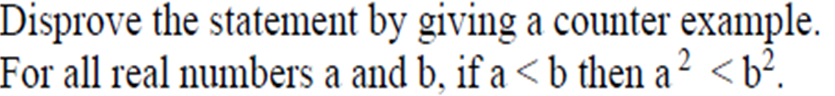 Disprove the statement by giving a counter example.
For all real numbers a and b, if a < b then a² < b².